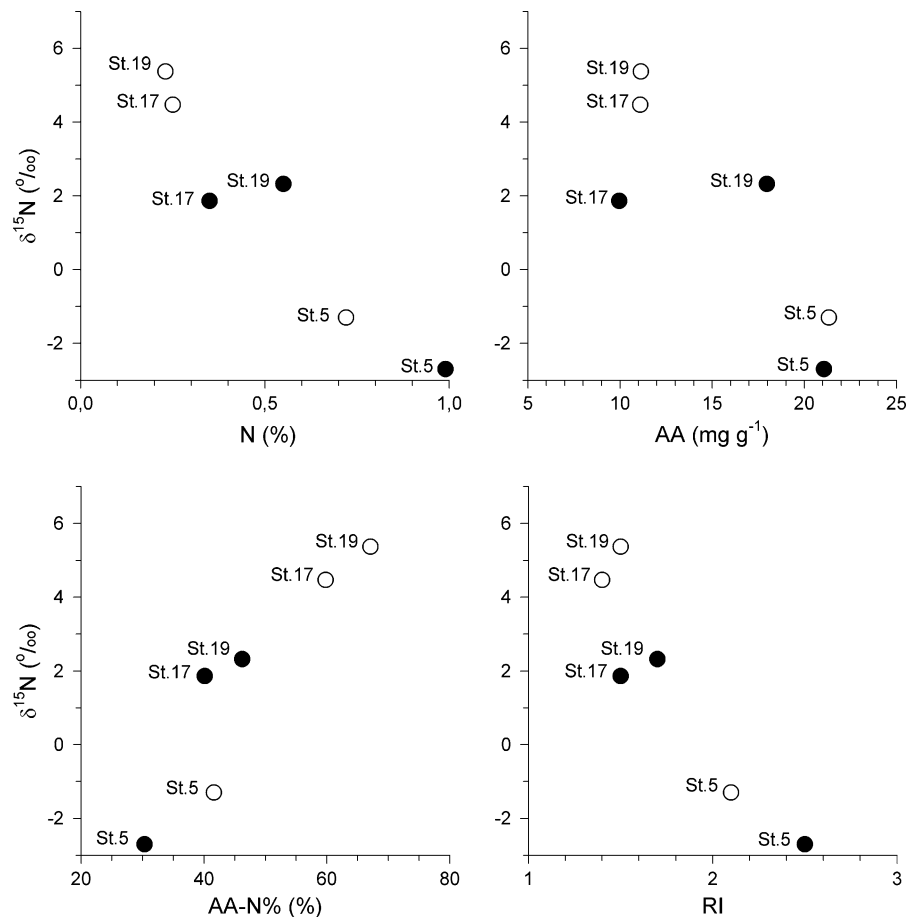 6
4
2
0
-2
δ¹⁵N (º/ₒₒ)
St.19
St.17
St.17
St.19
St.5
St.5
0,0
0,5
1,0
N (%)
St.19
St.17
St.17
St.19
St.5
St.5
6
4
2
0
-2
5
10
15
20
25
AA (mg g⁻¹)
6
4
2
0
-2
δ¹⁵N (º/ₒₒ)
St.19
St.17
St.19
St.17
St.5
St.5
20
40
60
80
AA-N% (%)
6
4
2
0
-2
St.19
St.17
St.19
St.17
St.5
St.5
1
2
3
RI